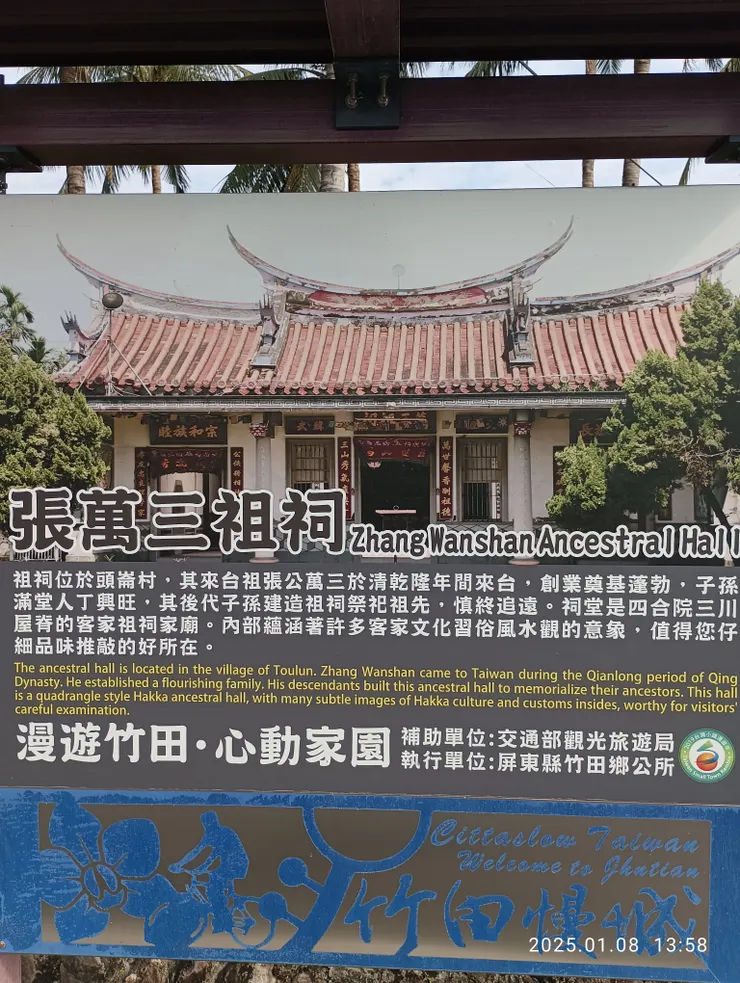 宗和族睦
張萬三祖祠 Zhang Wanshan Ancestral Hall
祖祠位於頭崙村，其來台祖張公萬三於清乾隆年間來台，創業奠基蓬勃，子孫
滿堂人丁興旺，其後代子孫建造祖祠祭祀祖先，慎終追遠。祠堂是四合院三川
屋脊的客家祖祠家廟。內部蘊涵著許多客家文化習俗風水觀的意象，值得您仔
細品味推敲的好所在。
The ancestral hall is located in the village of Toulun. Zhang Wanshan came to Taiwan during the Qianlong period of Qing
Dynasty. He established a flourishing family. His descendants built this ancestral hall to memorialize their ancestors. This hall
is a quadrangle style Hakka ancestral hall, with many subtle images of Hakka culture and customs insides, worthy for visitors'
careful examination.
漫遊竹田·心動家園
補助單位:交通部觀光旅遊局
執行單位:屏東縣竹田鄉公所
Cittaslow Taiwan
Welcome to Jhutian
竹田慢城
2025.01.08 13:58